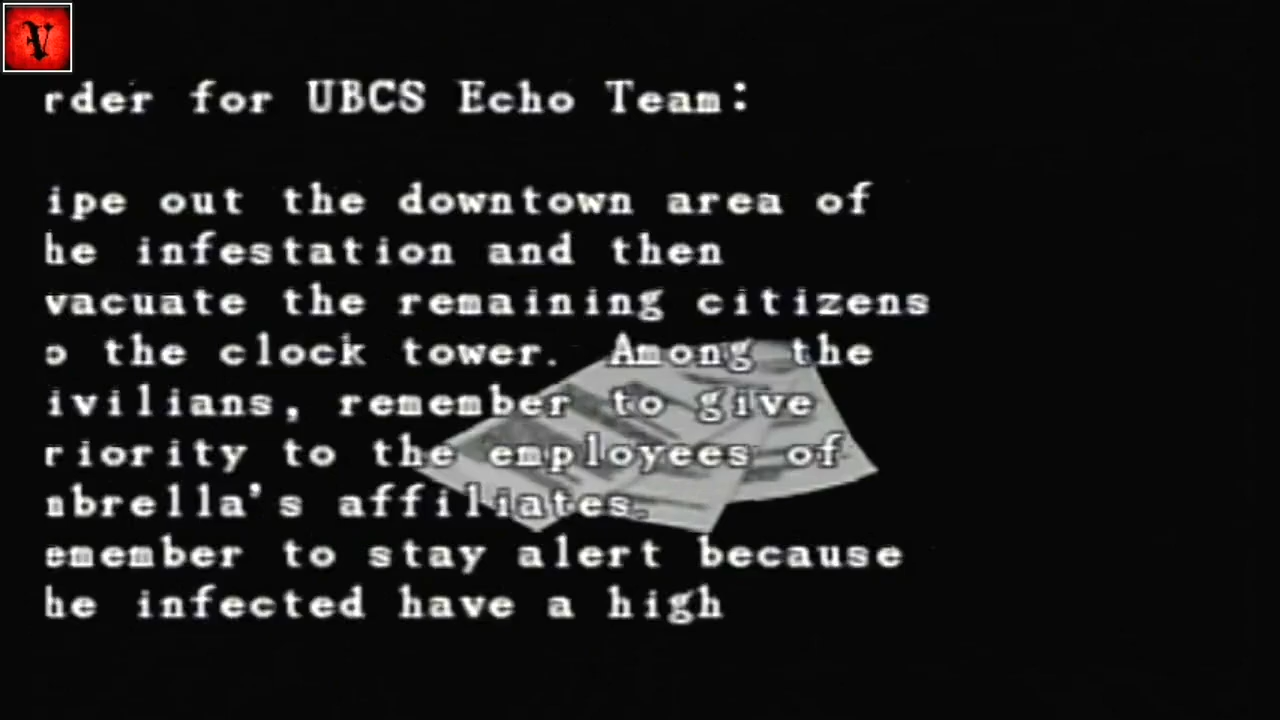 rder for UBCS Echo Team:
ipe out the downtown area of
he infestation and then
vacuate the remaining citizens
o the clock tower. Among the
ivilians, remember to give
riority to the employees of
mbrella's affiliates.
emember to stay alert because
he infected have a high